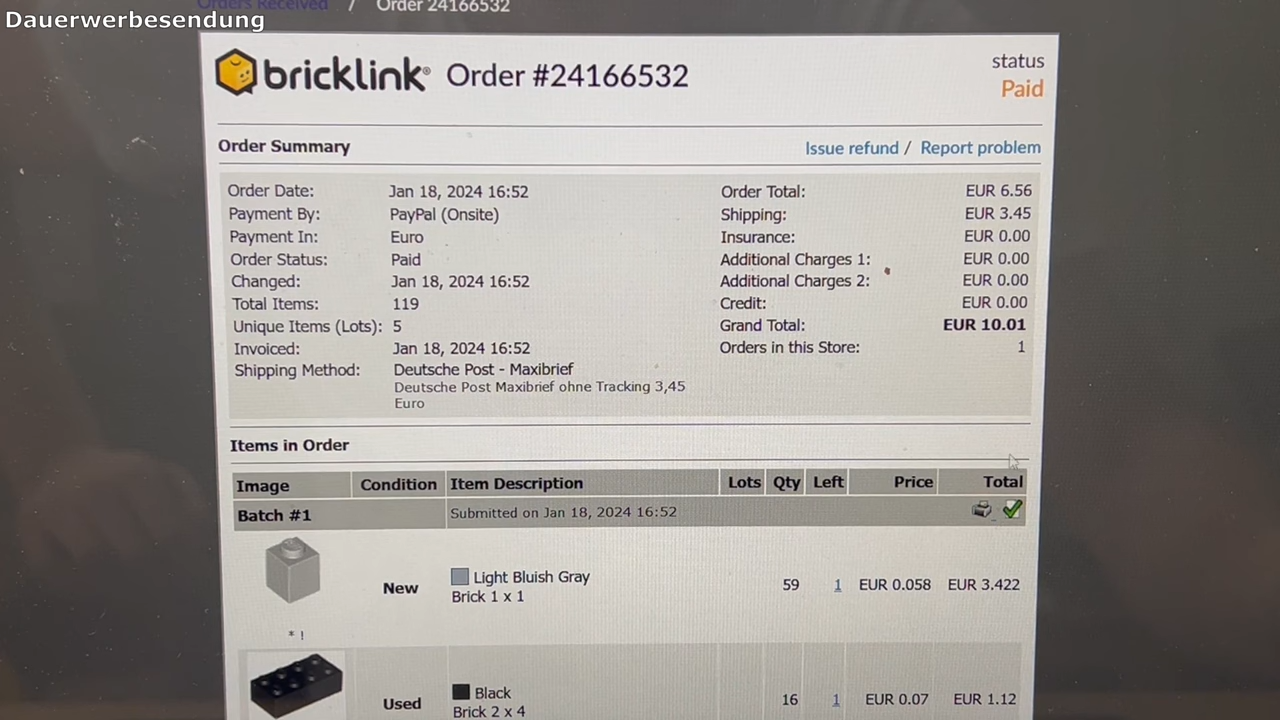 Orders Received / Order 24166532
Dauerwerbesendung
bricklink® Order #24166532
status
Paid
Order Summary
Issue refund / Report problem
Order Date: Jan 18, 2024 16:52
Payment By: PayPal (Onsite)
Payment In: Euro
Order Status: Paid
Changed: Jan 18, 2024 16:52
Total Items: 119
Unique Items (Lots): 5
Invoiced: Jan 18, 2024 16:52
Shipping Method: Deutsche Post - Maxibrief
Deutsche Post Maxibrief ohne Tracking 3,45
Euro
Order Total: EUR 6.56
Shipping: EUR 3.45
Insurance: EUR 0.00
Additional Charges 1: EUR 0.00
Additional Charges 2: EUR 0.00
Credit: EUR 0.00
Grand Total: EUR 10.01
Orders in this Store: 1
Items in Order
Image Condition Item Description Lots Qty Left Price Total
Batch #1 Submitted on Jan 18, 2024 16:52
New Light Bluish Gray 59 1 EUR 0.058 EUR 3.422
Brick 1 x 1
* !
Used Black 16 1 EUR 0.07 EUR 1.12
Brick 2 x 4